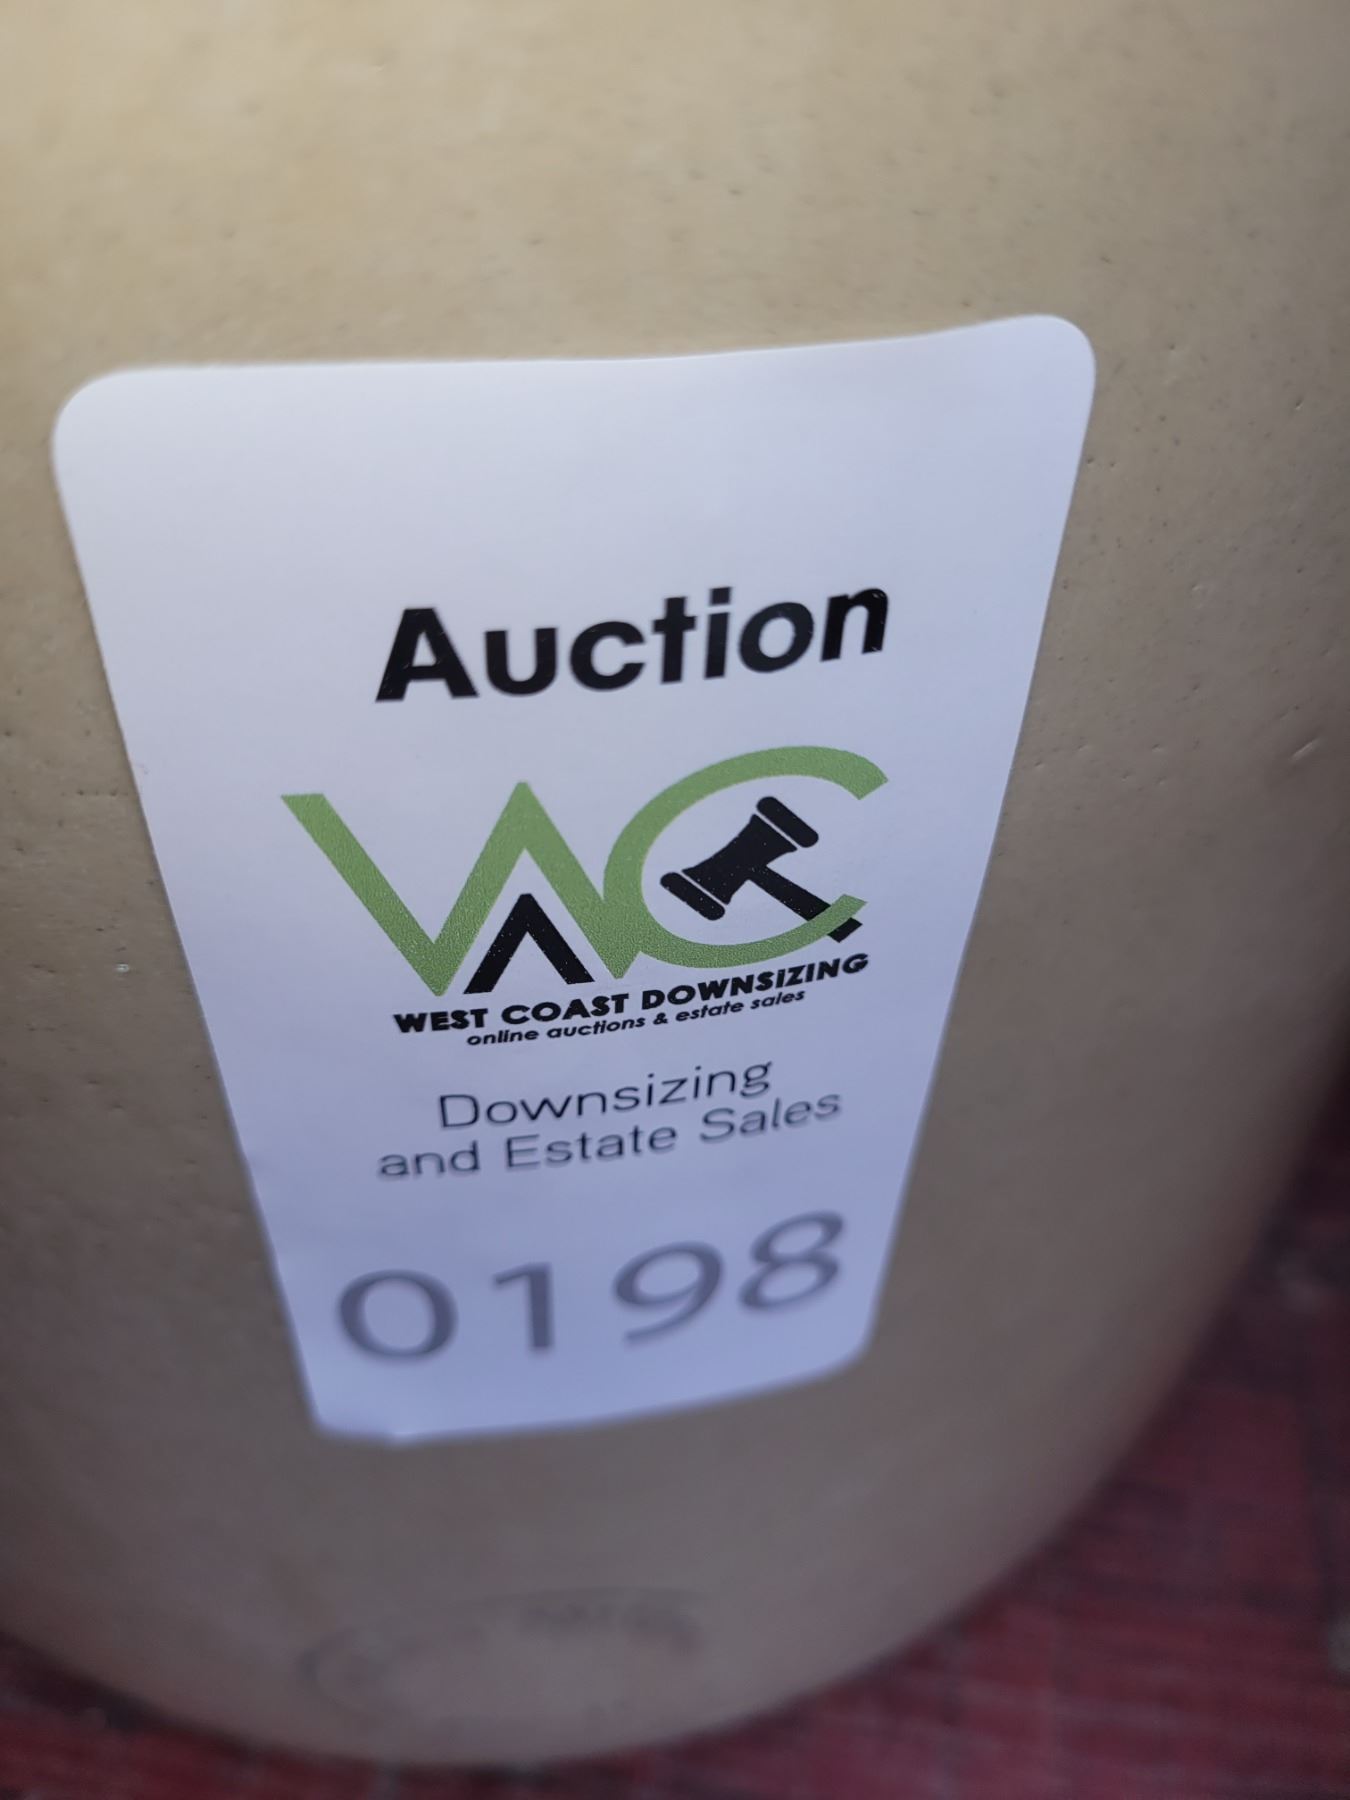 Auction
WC
WEST COAST DOWNSIZING
online auctions & estate sales
Downsizing
and Estate Sales
0198